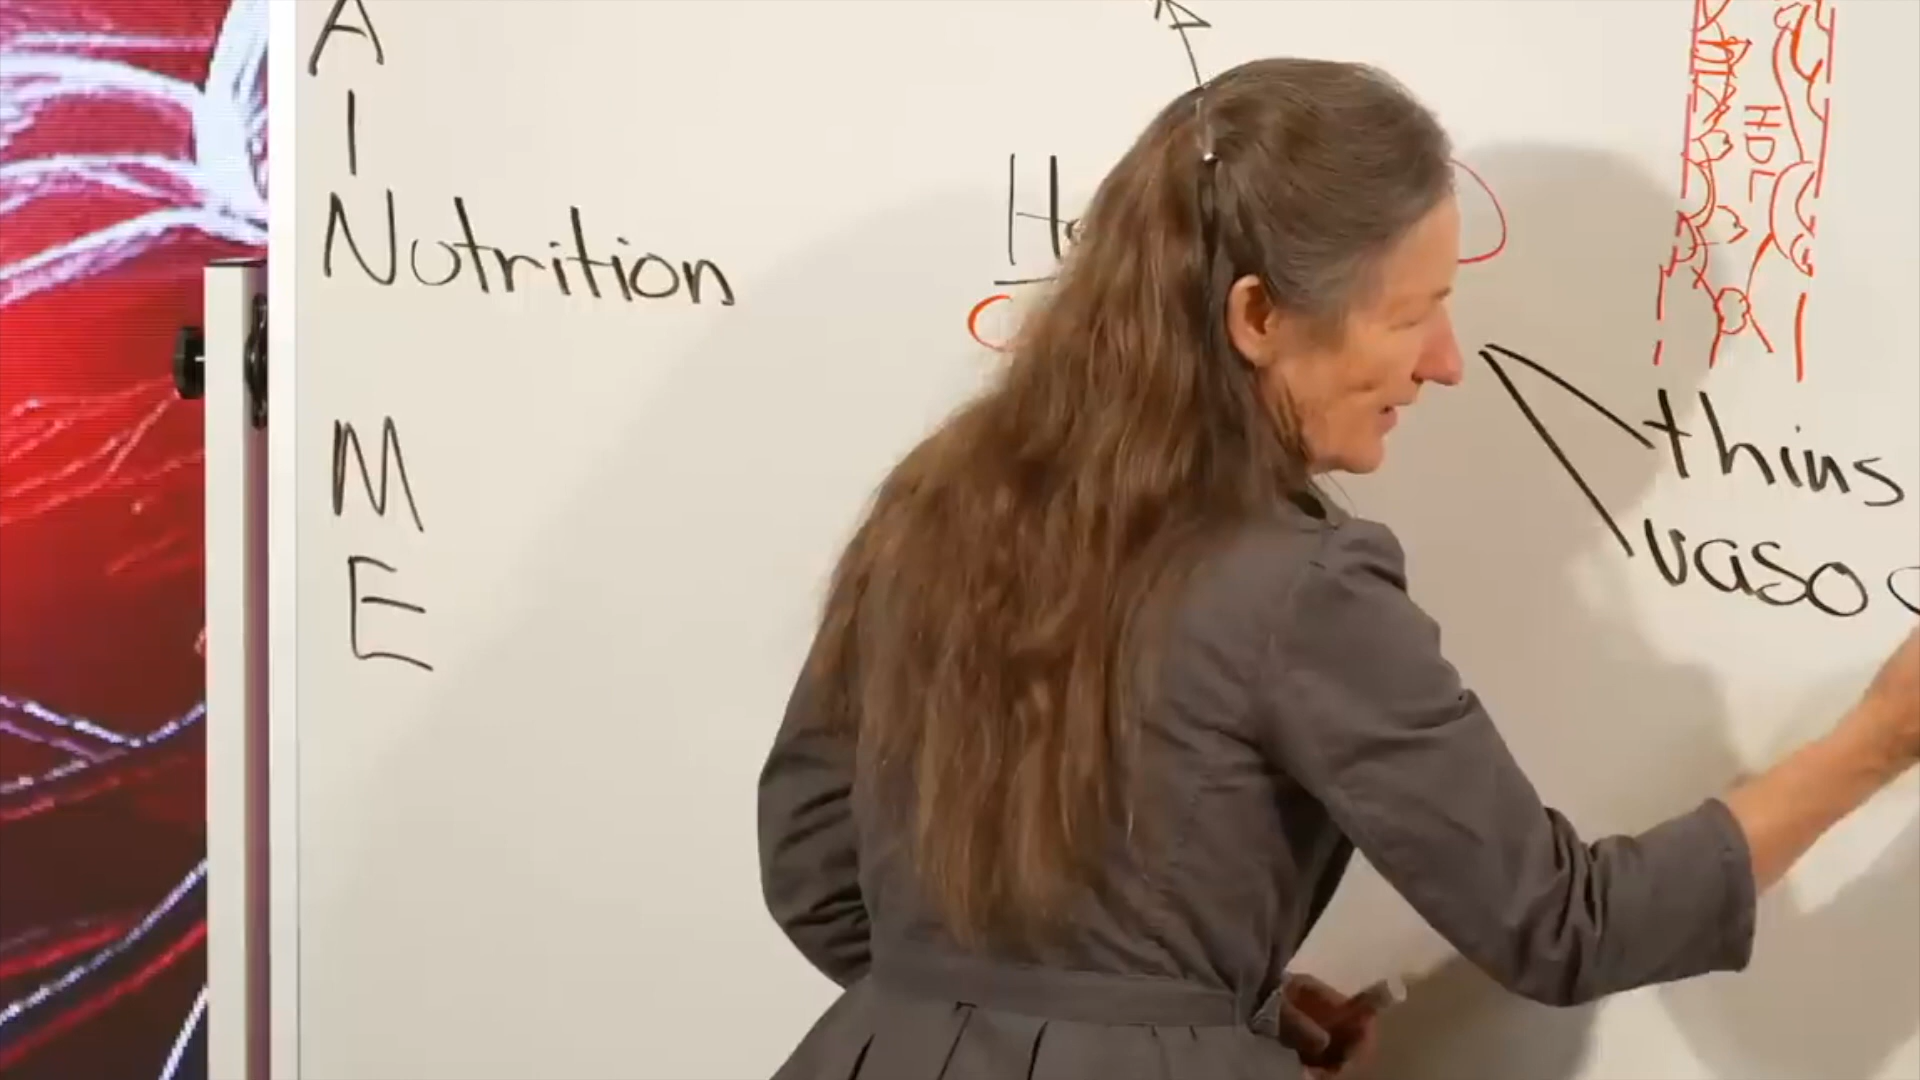 A
I
Nutrition
M
E
HDL
thins
vaso